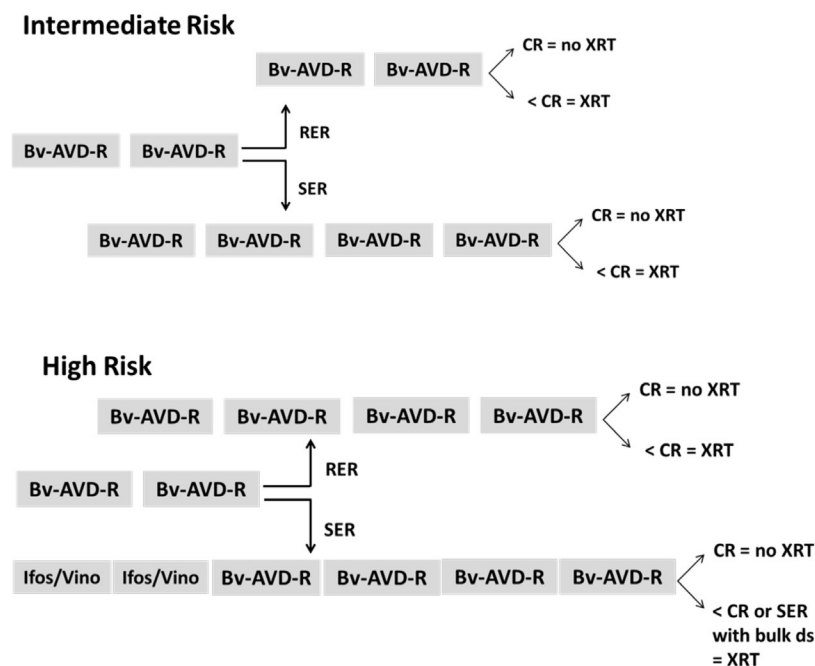 Intermediate Risk
Bv-AVD-R Bv-AVD-R
CR = no XRT
< CR = XRT
RER
Bv-AVD-R Bv-AVD-R
SER
Bv-AVD-R Bv-AVD-R Bv-AVD-R Bv-AVD-R
CR = no XRT
< CR = XRT
High Risk
Bv-AVD-R Bv-AVD-R Bv-AVD-R Bv-AVD-R
CR = no XRT
< CR = XRT
RER
Bv-AVD-R Bv-AVD-R
SER
Ifos/Vino Ifos/Vino Bv-AVD-R Bv-AVD-R Bv-AVD-R Bv-AVD-R
CR = no XRT
< CR or SER
with bulk ds
= XRT